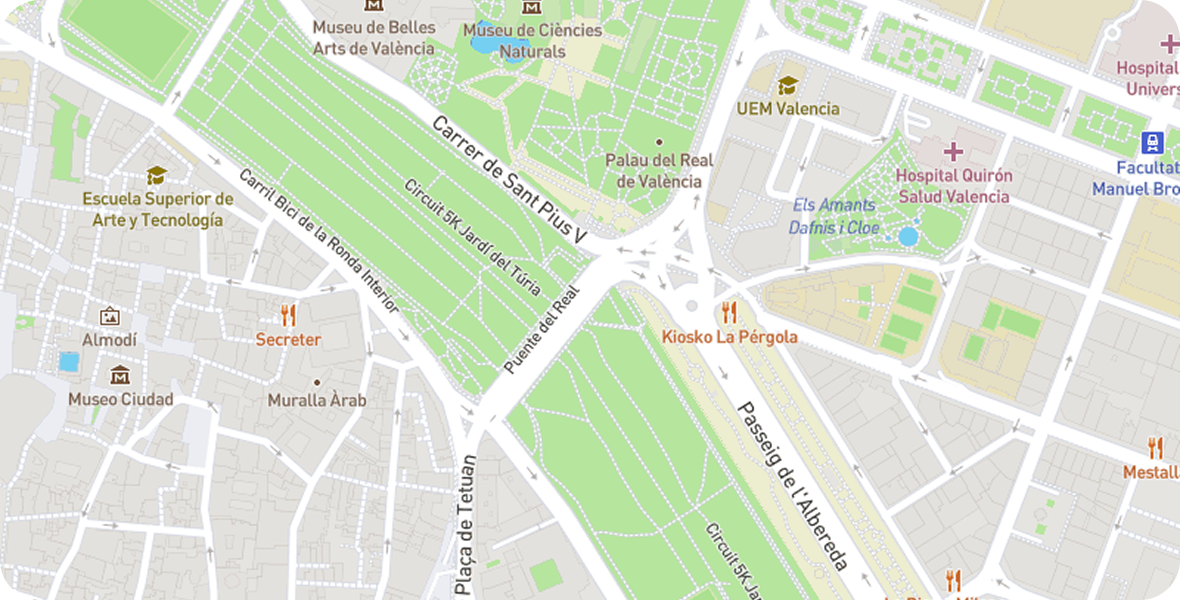 Museu de Belles
Arts de València
Museu de Ciències
Naturals
Hospital
Univers
UEM Valencia
Carrer de Sant Pius V
Palau del Real
de València
Hospital Quirón
Salud Valencia
Facultat
Manuel Bro
Escuela Superior de
Arte y Tecnología
Carril Bici de la Ronda Interior
Circuit 5K Jardí del Túria
Els Amants
Dafnis i Cloe
Puente del Real
Almodí
Secreter
Kiosko La Pérgola
Museo Ciudad
Muralla Àrab
Passeig de l'Albereda
Plaça de Tetuan
Mestall
Circuit 5K Ja